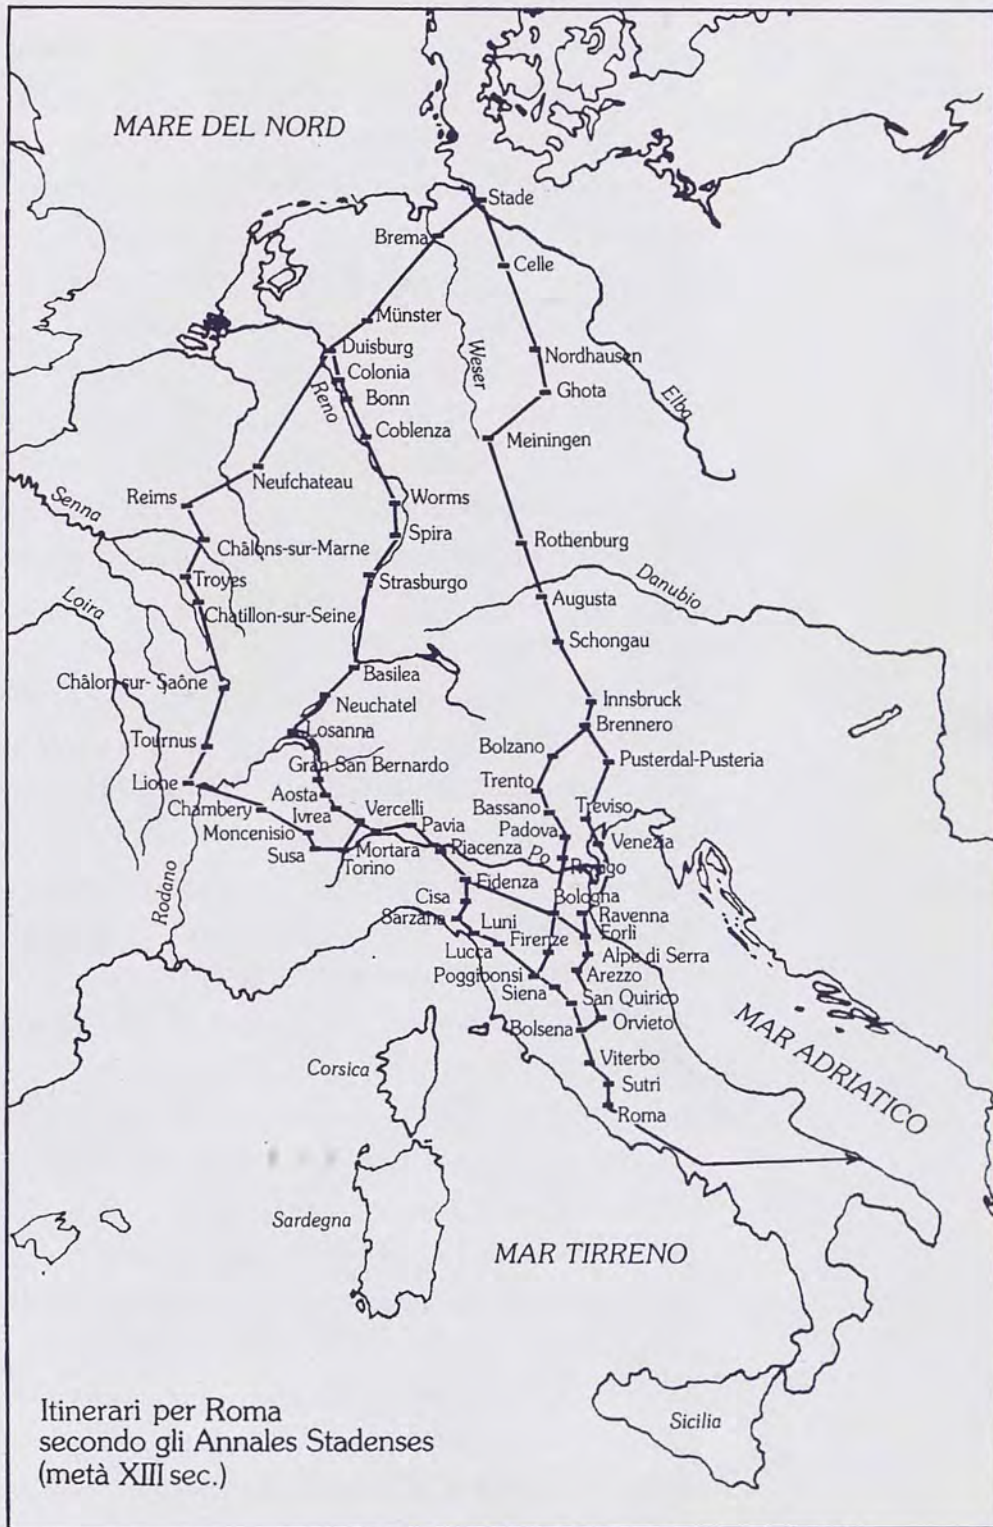 MARE DEL NORD
Stade
Brema
Celle
Münster
Weser
Duisburg
Nordhausen
Colonia
Reno
Bonn
Ghota
Elba
Coblenza
Meiningen
Neufchateau
Reims
Worms
Senna
Spira
Châlons-sur-Marne
Rothenburg
Troyes
Strasburgo
Danubio
Loira
Chatillon-sur-Seine
Augusta
Schongau
Basilea
Châlon-sur-Saône
Neuchatel
Innsbruck
Losanna
Brennero
Tournus
Bolzano
Gran San Bernardo
Pusterdal-Pusteria
Lione
Trento
Aosta
Chambery
Ivrea
Vercelli
Bassano
Treviso
Moncenisio
Pavia
Padova
Venezia
Susa
Mortara
Piacenza
Po
Torino
Rovigo
Fidenza
Rodano
Cisa
Bologna
Sarzana
Luni
Ravenna
Lucca
Firenze
Forli
Alpe di Serra
Poggibonsi
Arezzo
Siena
San Quirico
Bolsena
Orvieto
MAR ADRIATICO
Corsica
Viterbo
Sutri
Roma
Sardegna
MAR TIRRENO
Sicilia
Itinerari per Roma
secondo gli Annales Stadenses
(metà XIII sec.)